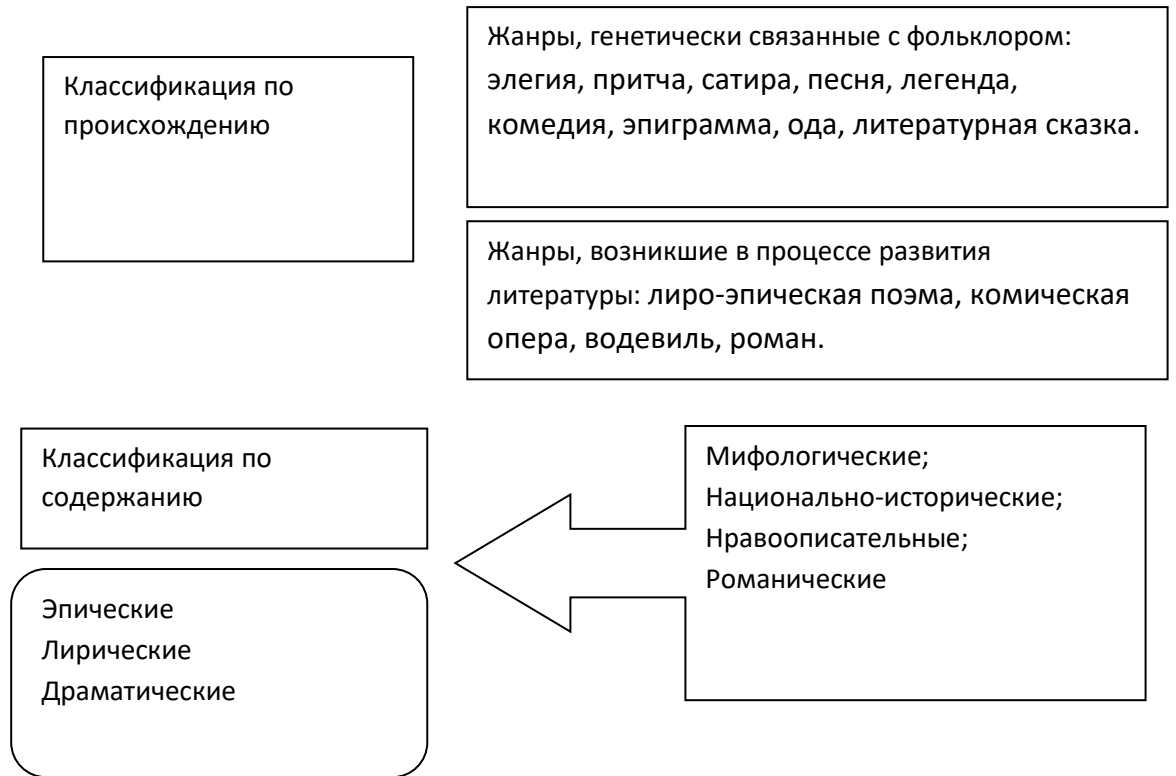 Классификация по
происхождению
Жанры, генетически связанные с фольклором:
элегия, притча, сатира, песня, легенда,
комедия, эпиграмма, ода, литературная сказка.
Жанры, возникшие в процессе развития
литературы: лиро-эпическая поэма, комическая
опера, водевиль, роман.
Классификация по
содержанию
Эпические
Лирические
Драматические
Мифологические;
Национально-исторические;
Нравоописательные;
Романические